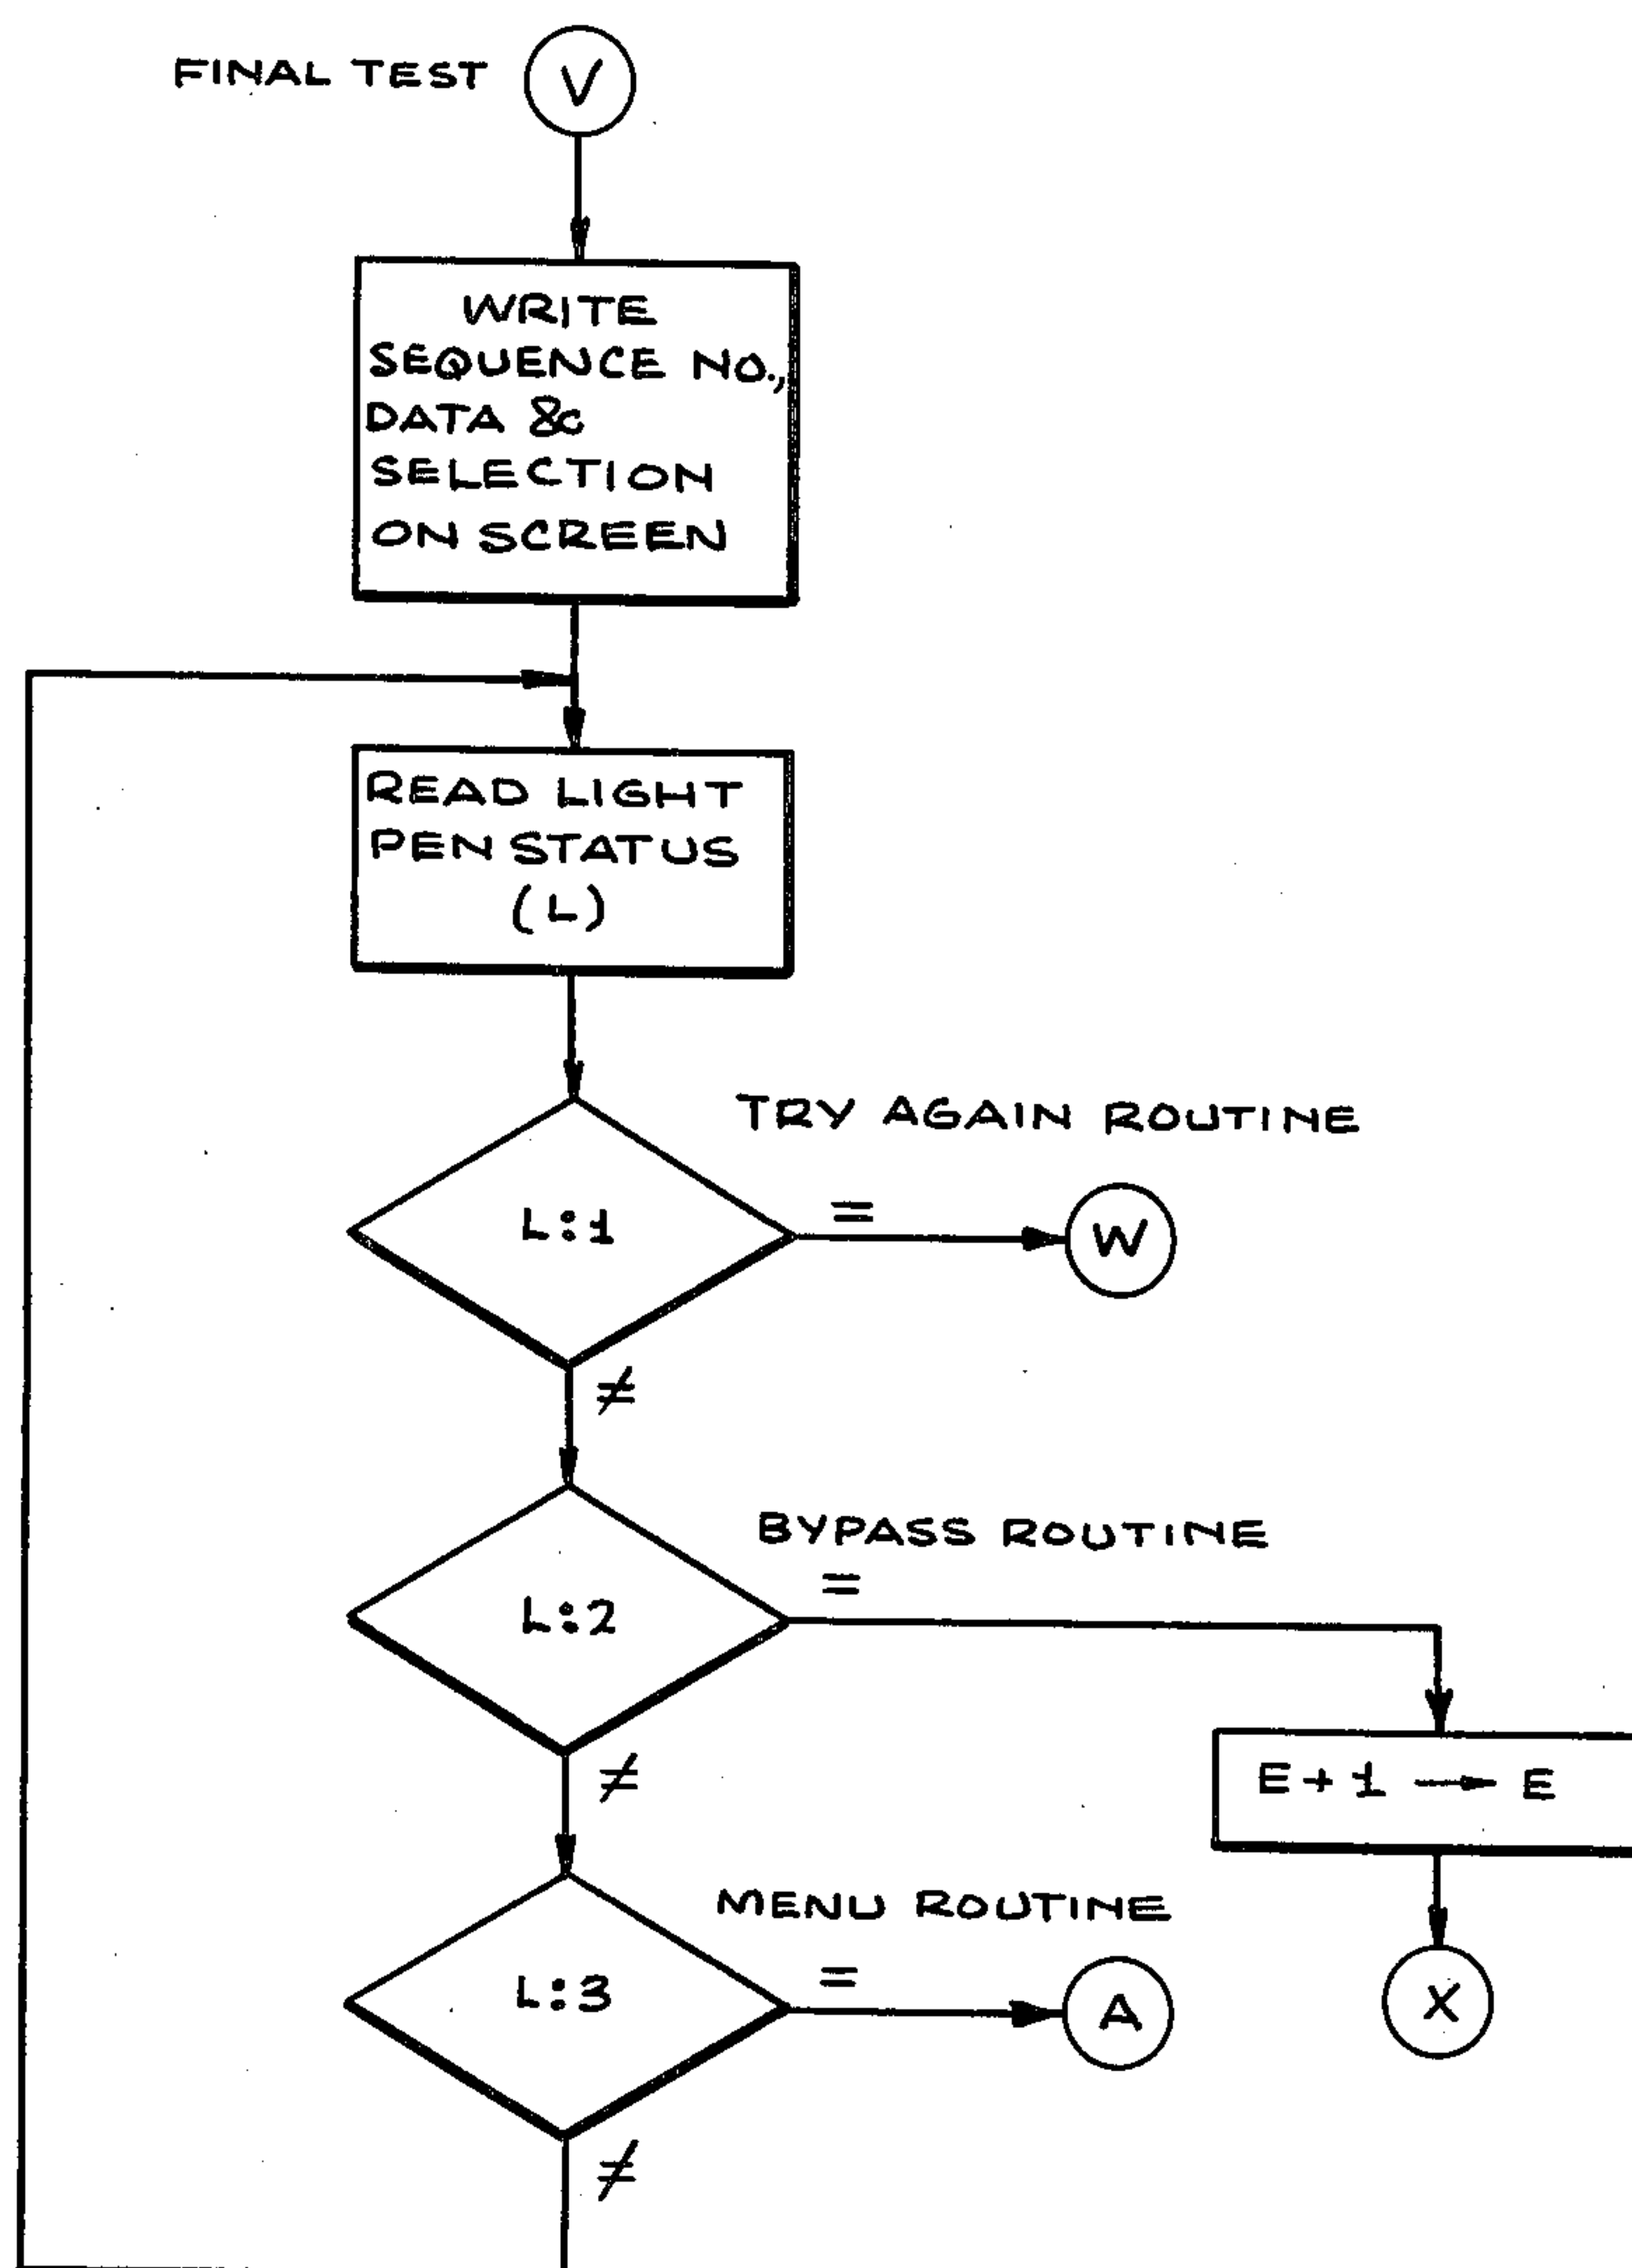 FINAL TEST V
WRITE
SEQUENCE NO.,
DATA &
SELECTION
ON SCREEN
READ LIGHT
PEN STATUS
(L)
TRY AGAIN ROUTINE
L:1
=
W
≠
BYPASS ROUTINE
=
L:2
≠
E+1 → E
MENU ROUTINE
=
L:3
A
X
≠